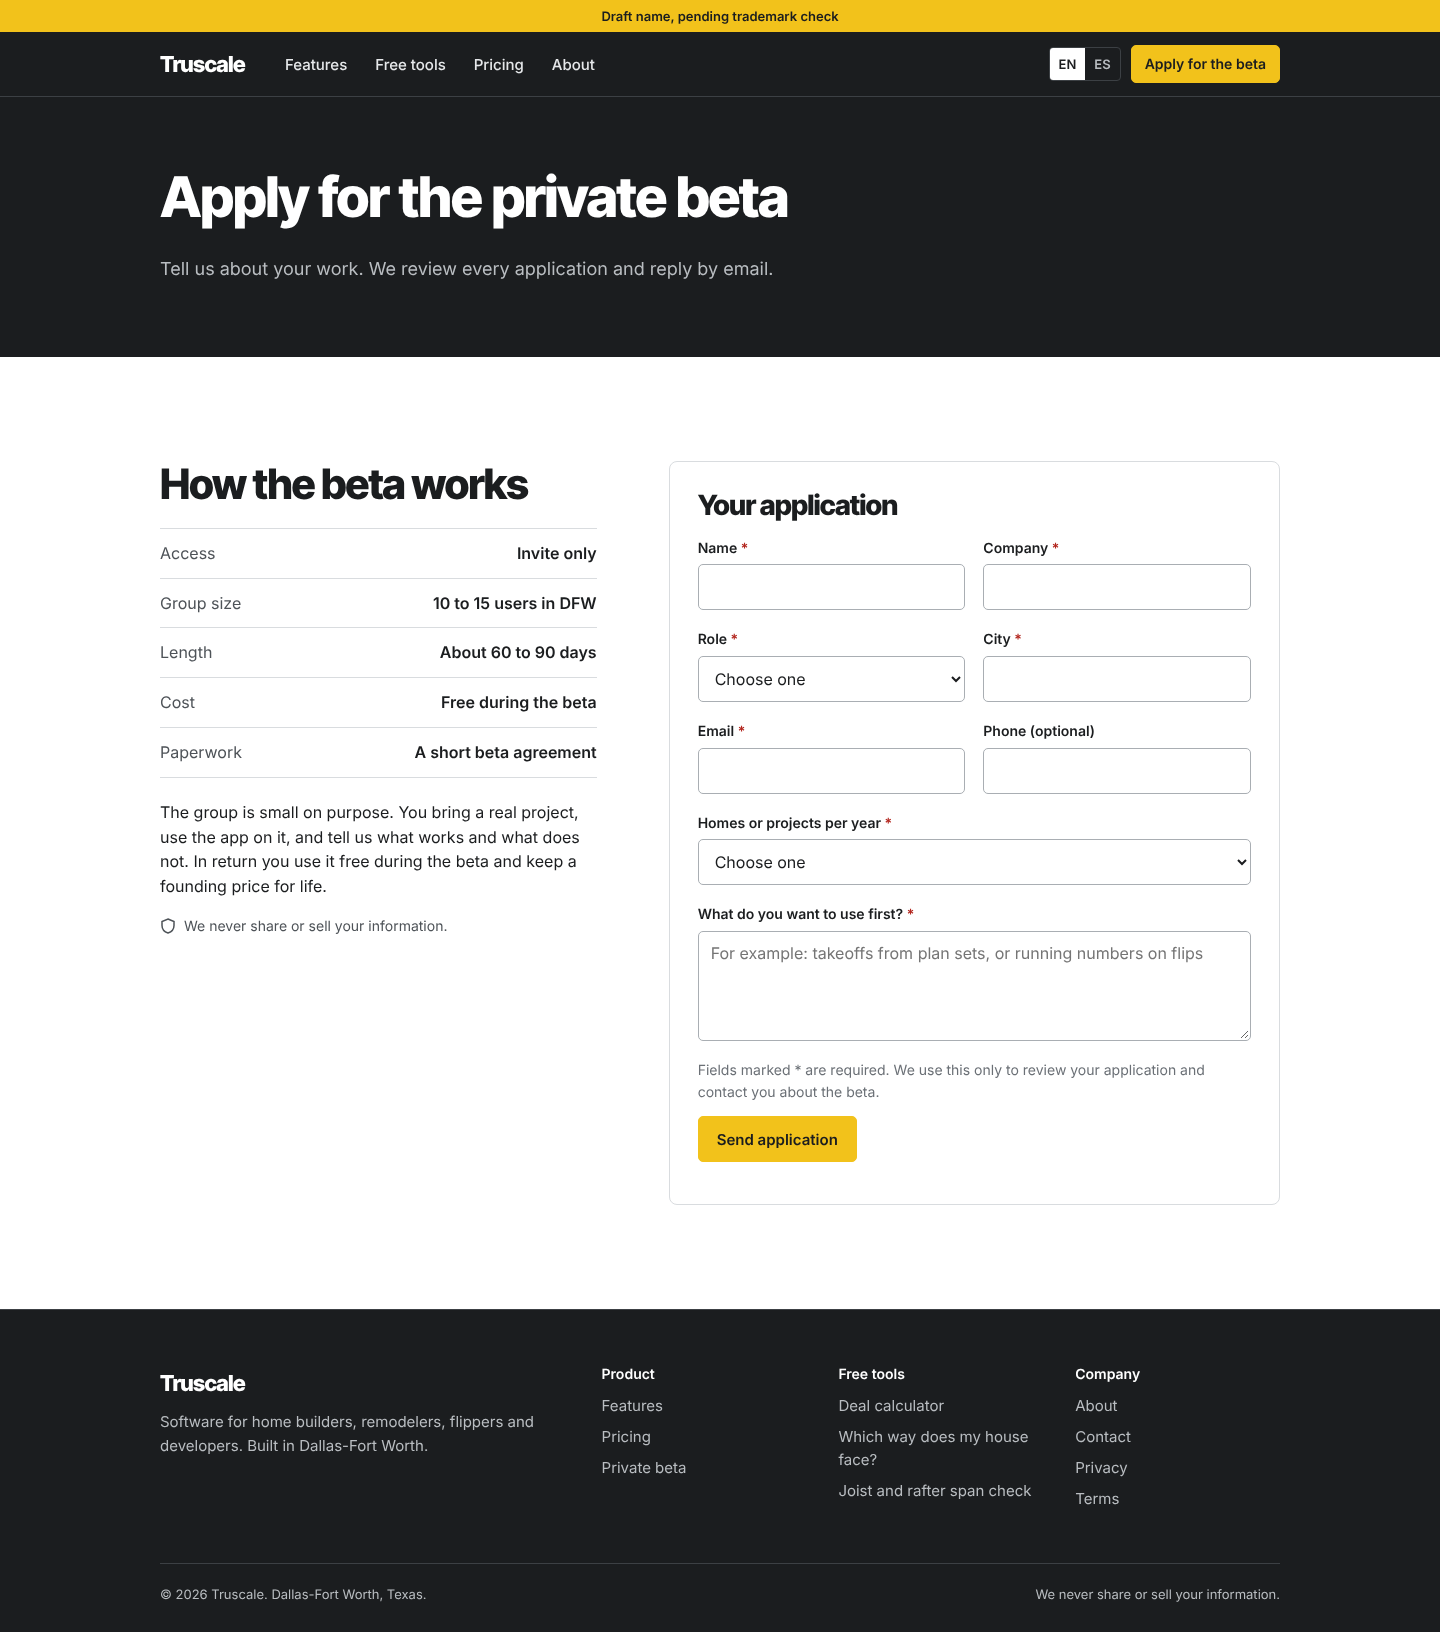 Draft name, pending trademark check
Truscale
Features
Free tools
Pricing
About
EN
ES
Apply for the beta
Apply for the private beta
Tell us about your work. We review every application and reply by email.
How the beta works
Access
Invite only
Group size
10 to 15 users in DFW
Length
About 60 to 90 days
Cost
Free during the beta
Paperwork
A short beta agreement
The group is small on purpose. You bring a real project,
use the app on it, and tell us what works and what does
not. In return you use it free during the beta and keep a
founding price for life.
We never share or sell your information.
Your application
Name *
Company *
Role *
Choose one
City *
Email *
Phone (optional)
Homes or projects per year *
Choose one
What do you want to use first? *
For example: takeoffs from plan sets, or running numbers on flips
Fields marked * are required. We use this only to review your application and
contact you about the beta.
Send application
Truscale
Software for home builders, remodelers, flippers and
developers. Built in Dallas-Fort Worth.
Product
Features
Pricing
Private beta
Free tools
Deal calculator
Which way does my house
face?
Joist and rafter span check
Company
About
Contact
Privacy
Terms
© 2026 Truscale. Dallas-Fort Worth, Texas.
We never share or sell your information.